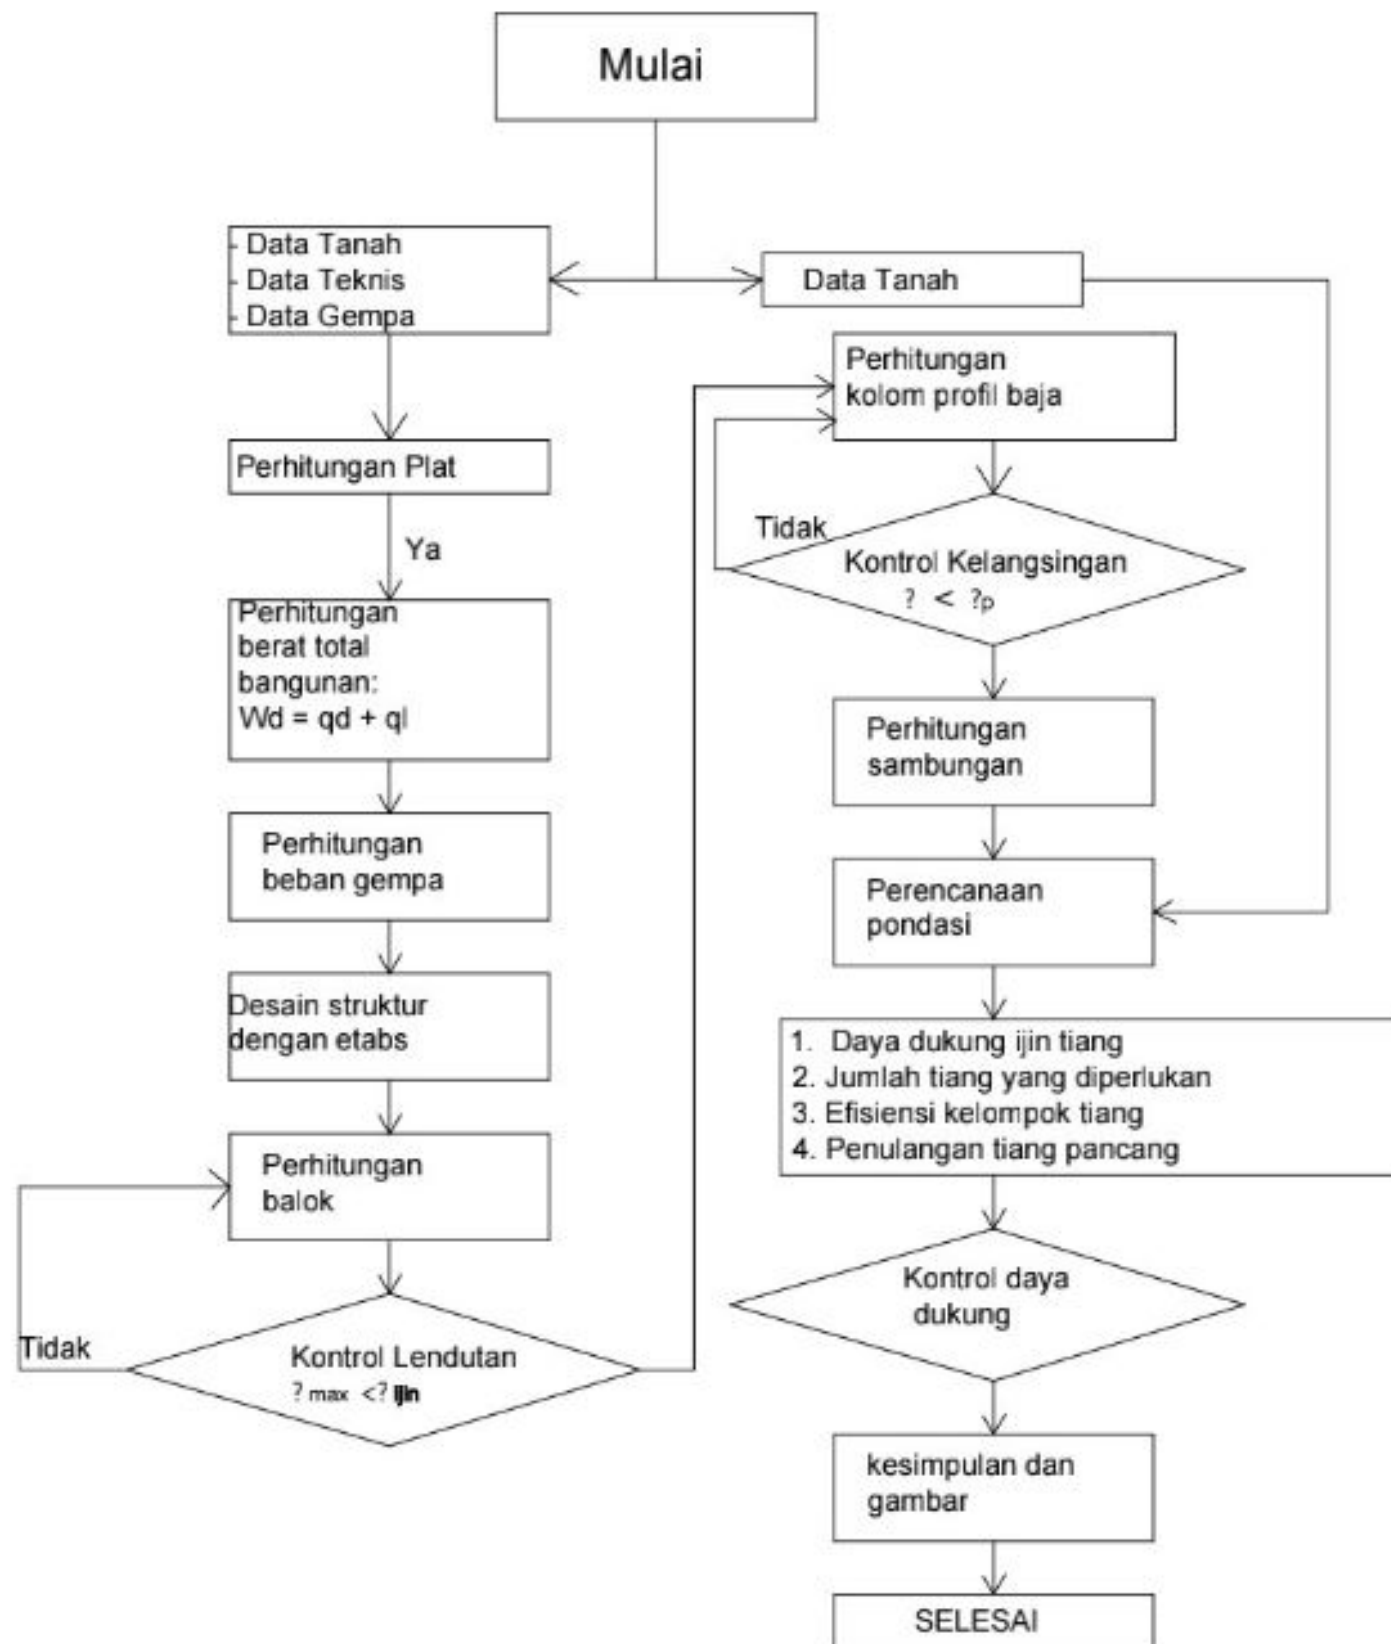 Mulai
- Data Tanah
- Data Teknis
- Data Gempa
Perhitungan Plat
Ya
Perhitungan
berat total
bangunan:
Wd = qd + ql
Perhitungan
beban gempa
Desain struktur
dengan etabs
Perhitungan
balok
Tidak
Kontrol Lendutan
? max <? Ijin
Data Tanah
Perhitungan
kolom profil baja
Tidak
Kontrol Kelangsingan
? < ?p
Perhitungan
sambungan
Perencanaan
pondasi
1. Daya dukung ijin tiang
2. Jumlah tiang yang diperlukan
3. Efisiensi kelompok tiang
4. Penulangan tiang pancang
Kontrol daya
dukung
kesimpulan dan
gambar
SELESAI